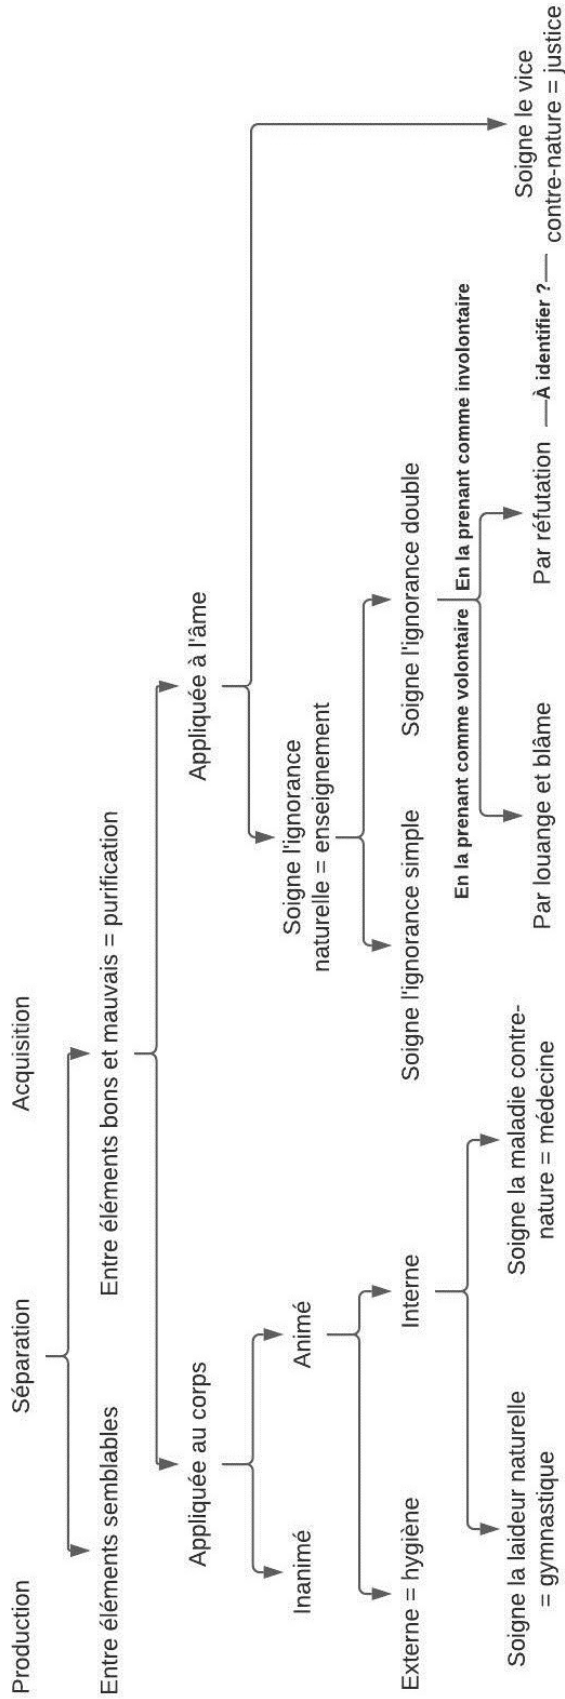 Production
Séparation
Acquisition
Entre éléments semblables
Entre éléments bons et mauvais = purification
Appliquée au corps
Appliquée à l'âme
Inanimé
Animé
Soigne l'ignorance
naturelle = enseignement
Externe = hygiène
Interne
Soigne l'ignorance simple
Soigne l'ignorance double
En la prenant comme volontaire
En la prenant comme involontaire
Soigne la laideur naturelle
= gymnastique
Soigne la maladie contre-
nature = médecine
Par louange et blâme
Par réfutation
À identifier ?
Soigne le vice
contre-nature = justice